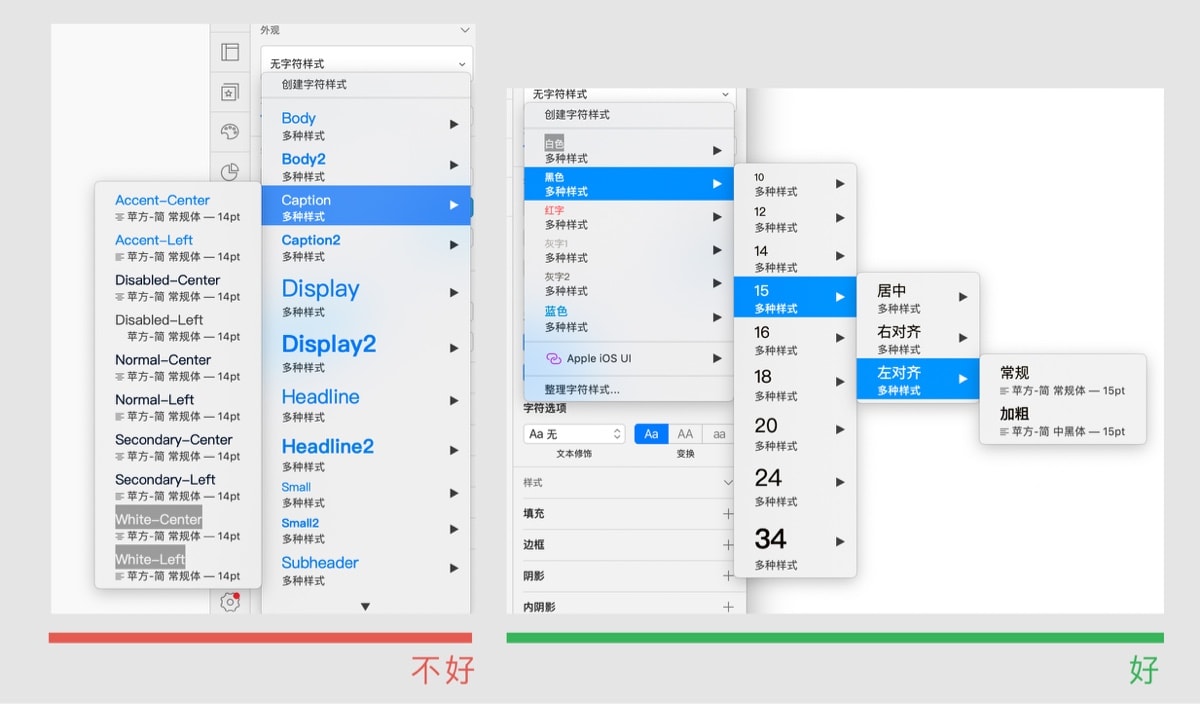 外观
无字符样式
创建字符样式
Body
多种样式
Body2
多种样式
Caption
多种样式
Caption2
多种样式
Display
多种样式
Display2
多种样式
Headline
多种样式
Headline2
多种样式
Small
多种样式
Small2
多种样式
Subheader
多种样式
Accent-Center
苹方-简 常规体 — 14pt
Accent-Left
苹方-简 常规体 — 14pt
Disabled-Center
苹方-简 常规体 — 14pt
Disabled-Left
苹方-简 常规体 — 14pt
Normal-Center
苹方-简 常规体 — 14pt
Normal-Left
苹方-简 常规体 — 14pt
Secondary-Center
苹方-简 常规体 — 14pt
Secondary-Left
苹方-简 常规体 — 14pt
White-Center
苹方-简 常规体 — 14pt
White-Left
苹方-简 常规体 — 14pt
不好
无字符样式
创建字符样式
白色
多种样式
黑色
多种样式
红字
多种样式
灰字1
多种样式
灰字2
多种样式
蓝色
多种样式
Apple iOS UI
整理字符样式...
字符选项
Aa 无
Aa AA aa
文本修饰 变换
样式
填充
边框
阴影
内阴影
10
多种样式
12
多种样式
14
多种样式
15
多种样式
16
多种样式
18
多种样式
20
多种样式
24
多种样式
34
多种样式
居中
多种样式
右对齐
多种样式
左对齐
多种样式
常规
苹方-简 常规体 — 15pt
加粗
苹方-简 中黑体 — 15pt
好